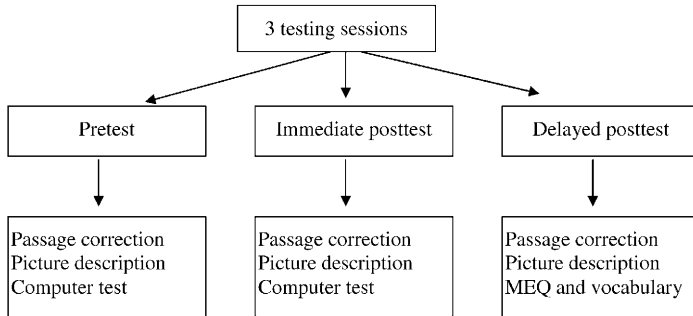 3 testing sessions
Pretest
Immediate posttest
Delayed posttest
Passage correction
Picture description
Computer test
Passage correction
Picture description
Computer test
Passage correction
Picture description
MEQ and vocabulary